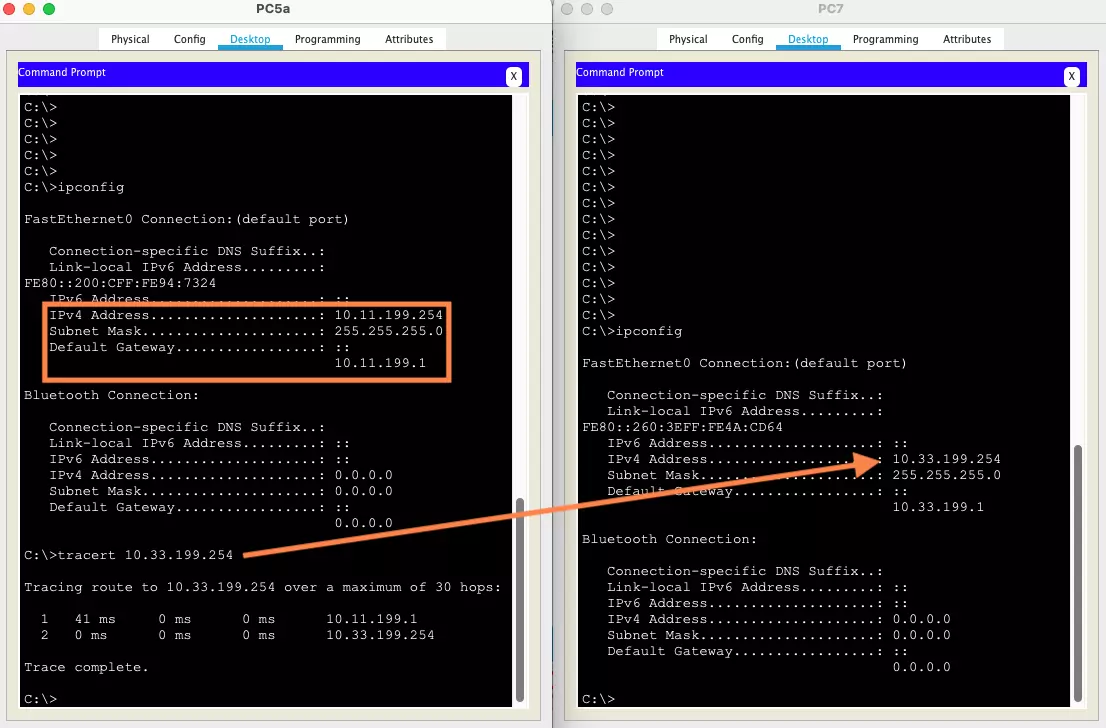 PC5a
Physical Config Desktop Programming Attributes
Command Prompt
X
C:\>
C:\>
C:\>
C:\>
C:\>
C:\>ipconfig
FastEthernet0 Connection:(default port)
Connection-specific DNS Suffix..:
Link-local IPv6 Address.........:
FE80::200:CFF:FE94:7324
IPv6 Address....................: ::
IPv4 Address....................: 10.11.199.254
Subnet Mask.....................: 255.255.255.0
Default Gateway.................: ::
10.11.199.1
Bluetooth Connection:
Connection-specific DNS Suffix..:
Link-local IPv6 Address.........: ::
IPv6 Address....................: ::
IPv4 Address....................: 0.0.0.0
Subnet Mask.....................: 0.0.0.0
Default Gateway.................: ::
0.0.0.0
C:\>tracert 10.33.199.254
Tracing route to 10.33.199.254 over a maximum of 30 hops:
1 41 ms 0 ms 0 ms 10.11.199.1
2 0 ms 0 ms 0 ms 10.33.199.254
Trace complete.
C:\>
PC7
Physical Config Desktop Programming Attributes
Command Prompt
X
C:\>
C:\>
C:\>
C:\>
C:\>
C:\>
C:\>
C:\>
C:\>
C:\>
C:\>
C:\>
C:\>
C:\>
C:\>ipconfig
FastEthernet0 Connection:(default port)
Connection-specific DNS Suffix..:
Link-local IPv6 Address.........:
FE80::260:3EFF:FE4A:CD64
IPv6 Address....................: ::
IPv4 Address....................: 10.33.199.254
Subnet Mask.....................: 255.255.255.0
Default Gateway.................: ::
10.33.199.1
Bluetooth Connection:
Connection-specific DNS Suffix..:
Link-local IPv6 Address.........: ::
IPv6 Address....................: ::
IPv4 Address....................: 0.0.0.0
Subnet Mask.....................: 0.0.0.0
Default Gateway.................: ::
0.0.0.0
C:\>